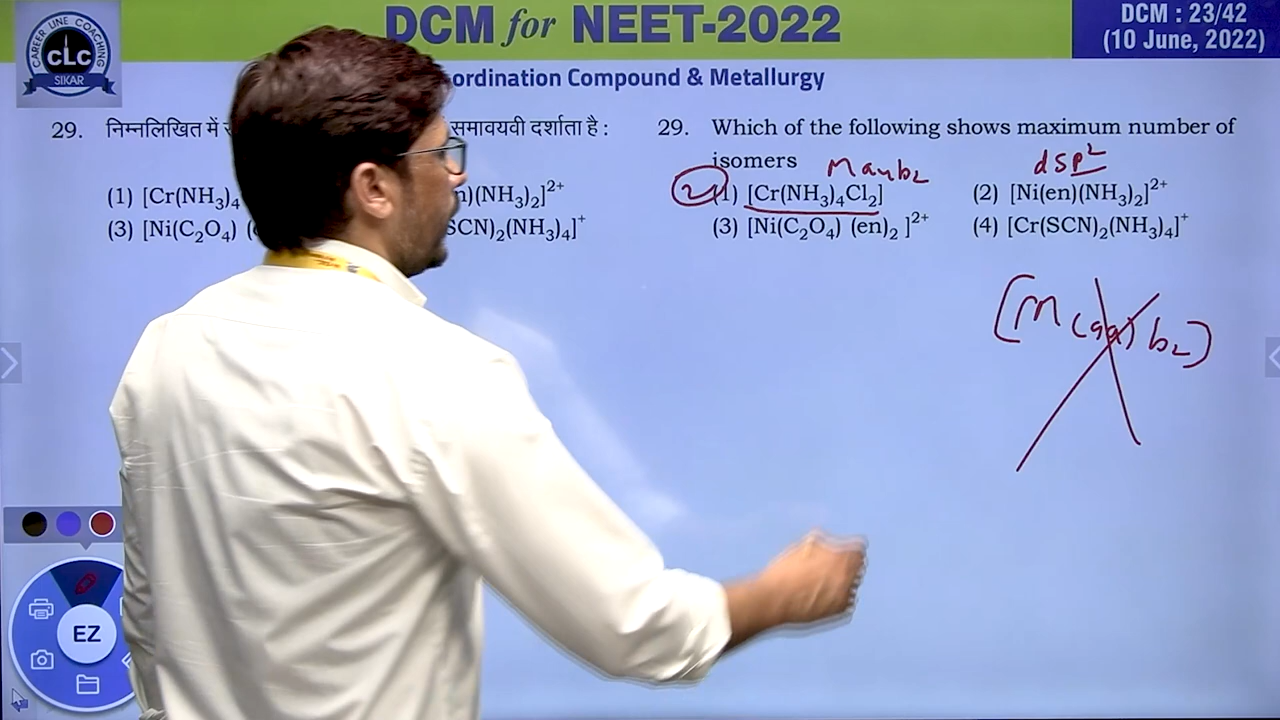 DCM for NEET-2022
DCM : 23/42
(10 June, 2022)
CAREER LINE COACHING
CLC
SIKAR
ordination Compound & Metallurgy
29. निम्नलिखित में समावयवी दर्शाता है :
(1) [Cr(NH₃)₄ n)(NH₃)₂]²⁺
(3) [Ni(C₂O₄) ( SCN)₂(NH₃)₄]⁺
29. Which of the following shows maximum number of
isomers Ma₄b₂ dsp²
2 (1) [Cr(NH₃)₄Cl₂] (2) [Ni(en)(NH₃)₂]²⁺
(3) [Ni(C₂O₄) (en)₂ ]²⁺ (4) [Cr(SCN)₂(NH₃)₄]⁺
[M(aa)b₂]
EZ